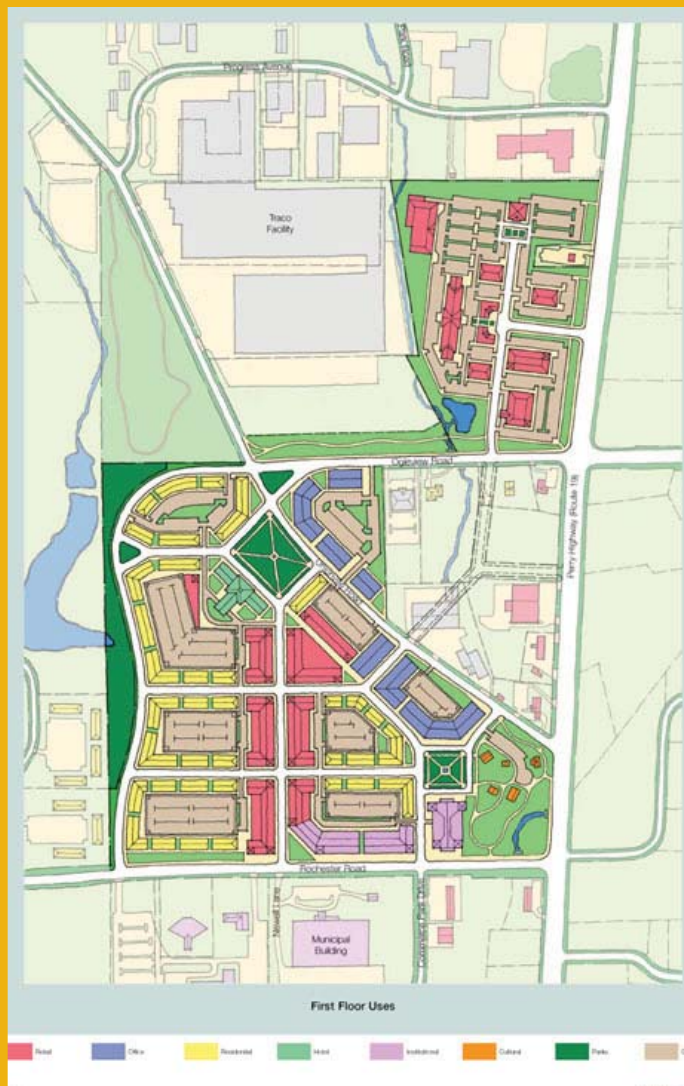 Progress Avenue
Traco
Facility
Ogleview Road
Perry Highway (Route 19)
Rochester Road
Municipal
Building
First Floor Uses
Retail
Office
Residential
Hotel
Institutional
Cultural
Parks